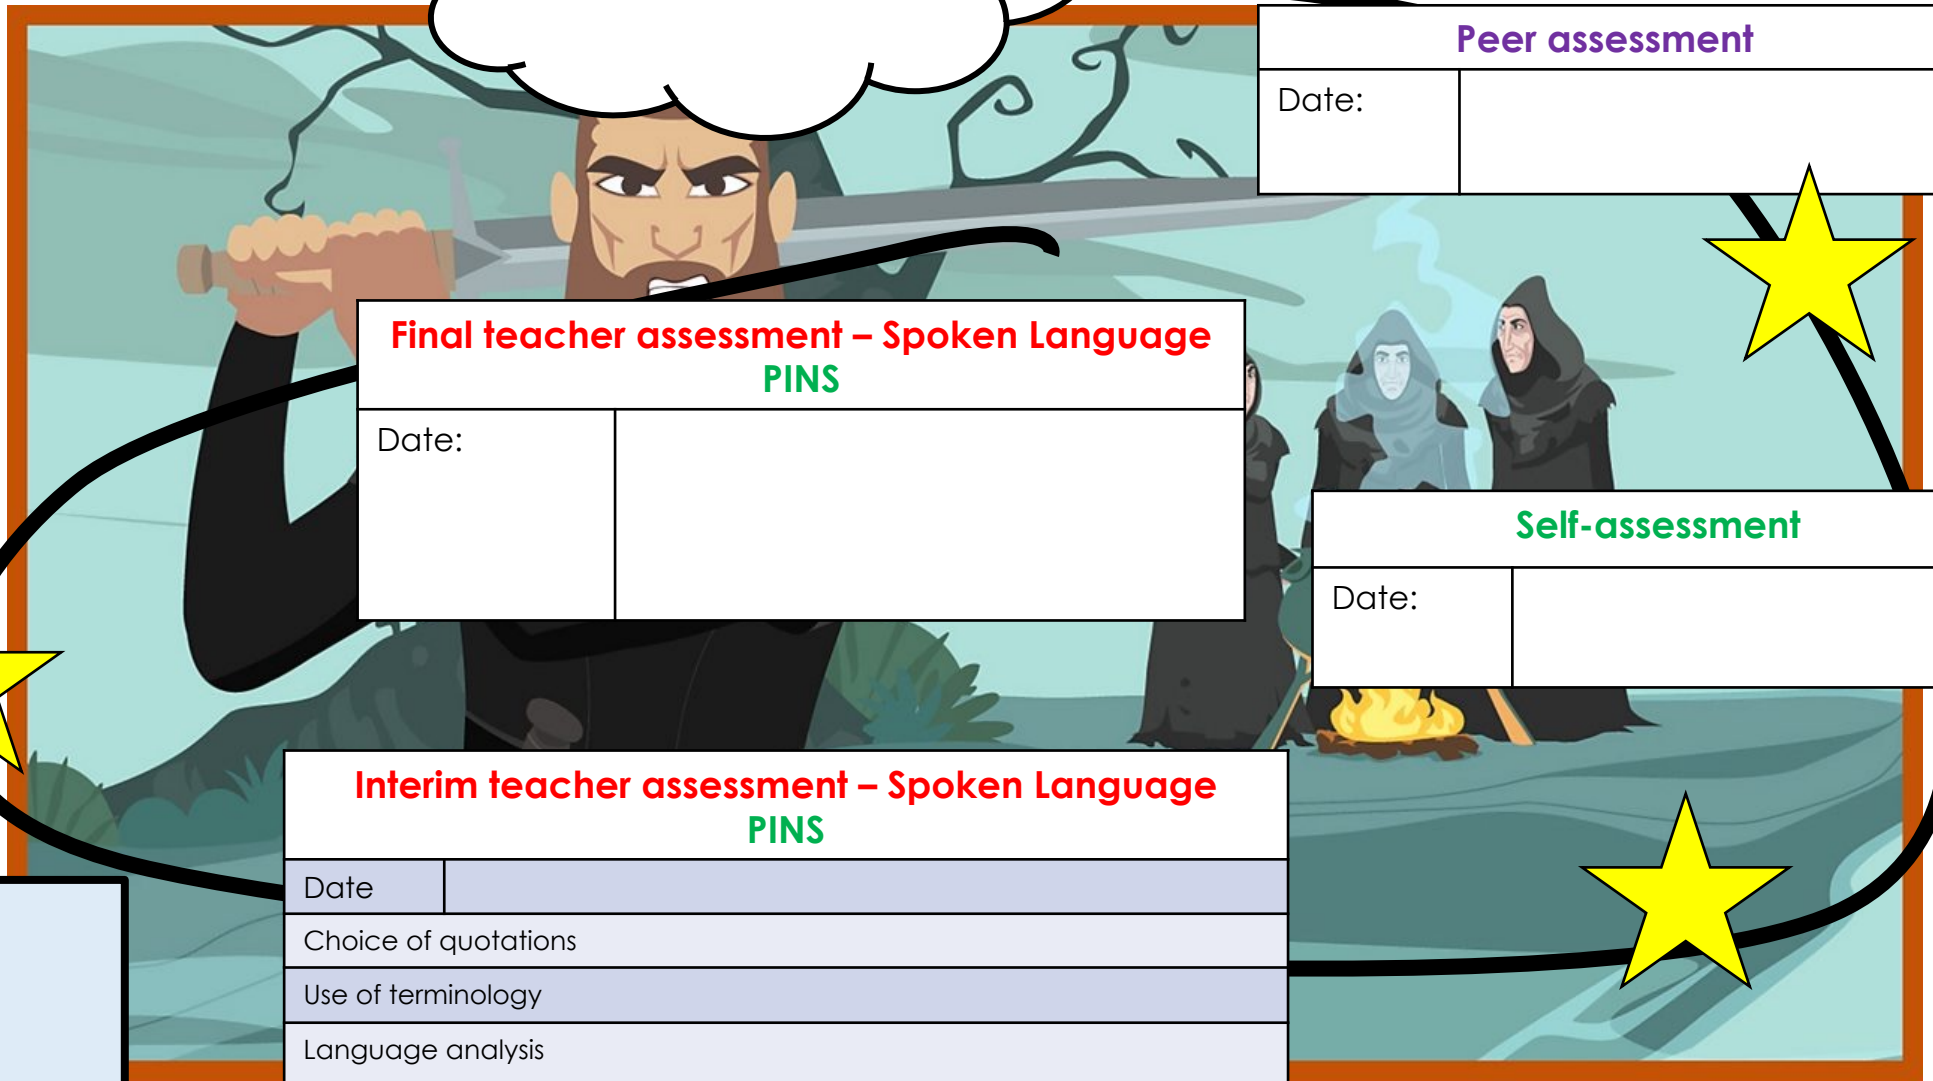 Peer assessment
Date:
Final teacher assessment – Spoken Language
PINS
Date:
Self-assessment
Date:
Interim teacher assessment – Spoken Language
PINS
Date
Choice of quotations
Use of terminology
Language analysis